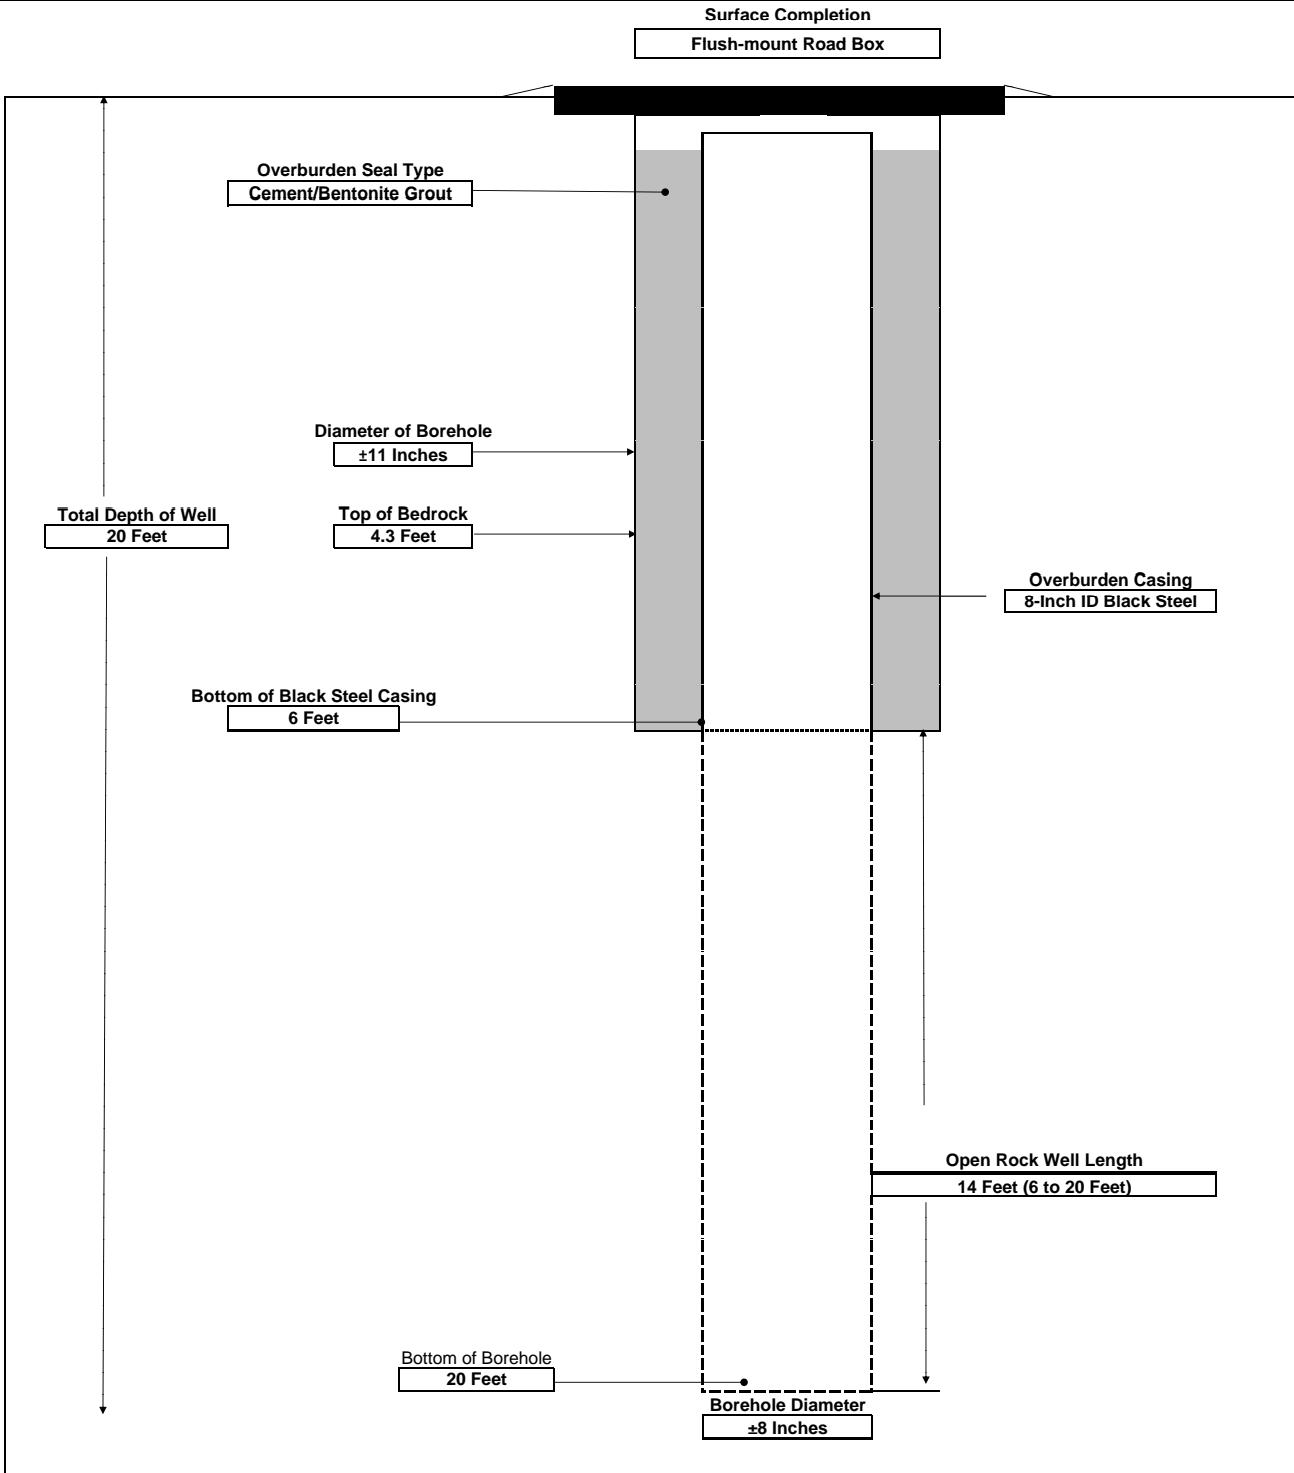 Surface Completion
Flush-mount Road Box
Overburden Seal Type
Cement/Bentonite Grout
Diameter of Borehole
±11 Inches
Total Depth of Well
20 Feet
Top of Bedrock
4.3 Feet
Overburden Casing
8-Inch ID Black Steel
Bottom of Black Steel Casing
6 Feet
Open Rock Well Length
14 Feet (6 to 20 Feet)
Bottom of Borehole
20 Feet
Borehole Diameter
±8 Inches